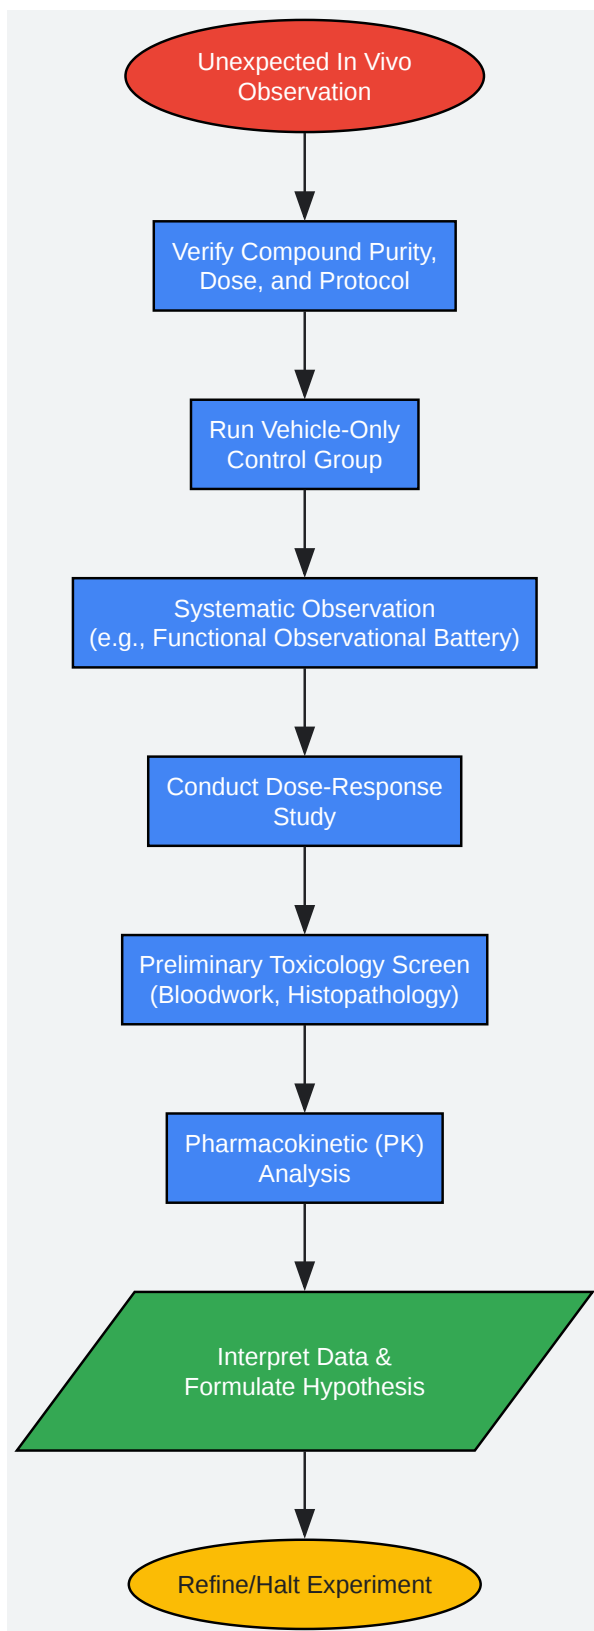 Unexpected In Vivo
Observation
Verify Compound Purity,
Dose, and Protocol
Run Vehicle-Only
Control Group
Systematic Observation
(e.g., Functional Observational Battery)
Conduct Dose-Response
Study
Preliminary Toxicology Screen
(Bloodwork, Histopathology)
Pharmacokinetic (PK)
Analysis
Interpret Data &
Formulate Hypothesis
Refine/Halt Experiment